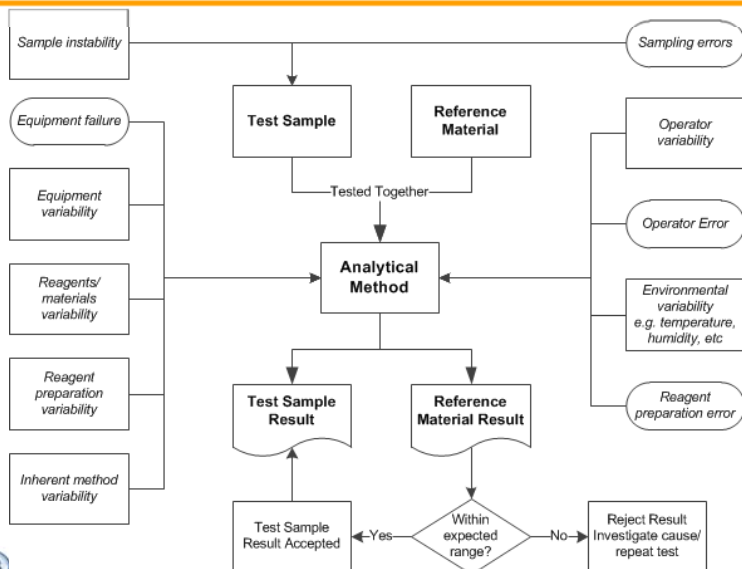 Sample instability
Sampling errors
Equipment failure
Test Sample
Reference
Material
Operator
variability
Tested Together
Equipment
variability
Operator Error
Analytical
Method
Reagents/
materials
variability
Environmental
variability
e.g. temperature,
humidity, etc
Reagent
preparation
variability
Test Sample
Result
Reference
Material Result
Reagent
preparation error
Inherent method
variability
Test Sample
Result Accepted
Yes
Within
expected
range?
No
Reject Result
Investigate cause/
repeat test